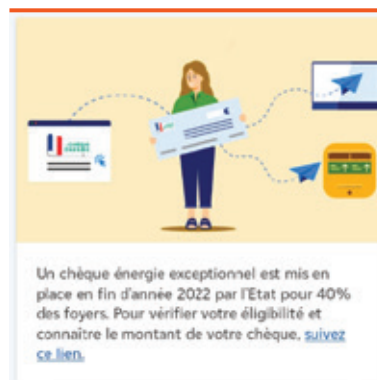 Un chèque énergie exceptionnel est mis en
place en fin d'année 2022 par l'Etat pour 40%
des foyers. Pour vérifier votre éligibilité et
connaître le montant de votre chèque, suivez
ce lien.